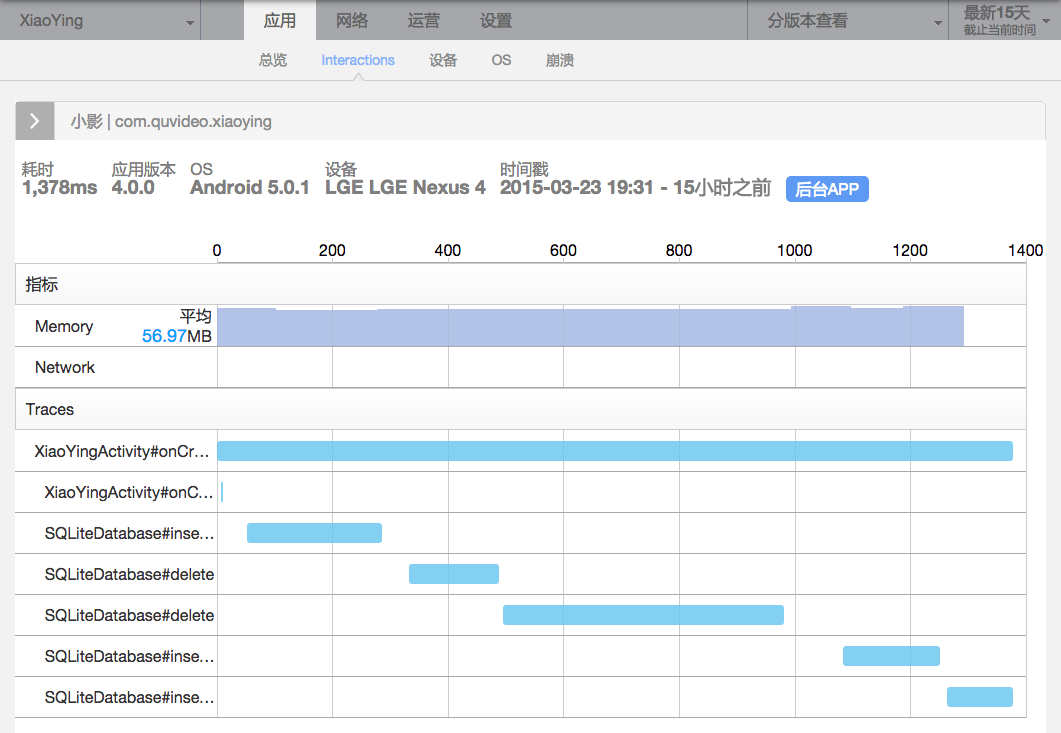 XiaoYing 应用 网络 运营 设置 分版本查看 最新15天
截止当前时间
总览 Interactions 设备 OS 崩溃
小影 | com.quvideo.xiaoying
耗时 应用版本 OS 设备 时间戳
1,378ms 4.0.0 Android 5.0.1 LGE LGE Nexus 4 2015-03-23 19:31 - 15小时之前 后台APP
0 200 400 600 800 1000 1200 1400
指标
Memory 平均
56.97MB
Network
Traces
XiaoYingActivity#onCr...
XiaoYingActivity#onC...
SQLiteDatabase#inse...
SQLiteDatabase#delete
SQLiteDatabase#delete
SQLiteDatabase#inse...
SQLiteDatabase#inse...